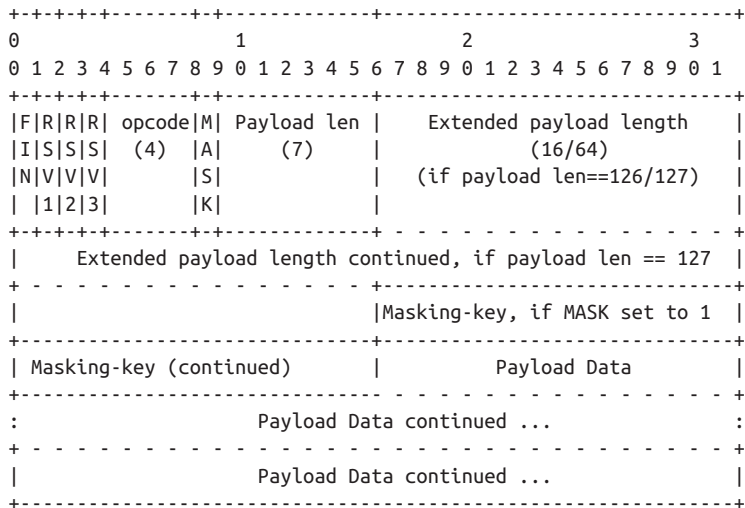 +-+-+-+-+-------+-+-------------+-------------------------------+
0                   1                   2                   3
0 1 2 3 4 5 6 7 8 9 0 1 2 3 4 5 6 7 8 9 0 1 2 3 4 5 6 7 8 9 0 1
+-+-+-+-+-------+-+-------------+-------------------------------+
|F|R|R|R| opcode|M| Payload len |    Extended payload length    |
|I|S|S|S|  (4)  |A|     (7)     |             (16/64)           |
|N|V|V|V|       |S|             |   (if payload len==126/127)   |
| |1|2|3|       |K|             |                               |
+-+-+-+-+-------+-+-------------+ - - - - - - - - - - - - - - - +
|     Extended payload length continued, if payload len == 127  |
+ - - - - - - - - - - - - - - - +-------------------------------+
|                               |Masking-key, if MASK set to 1  |
+-------------------------------+-------------------------------+
| Masking-key (continued)       |          Payload Data         |
+-------------------------------- - - - - - - - - - - - - - - - +
:                     Payload Data continued ...                :
+ - - - - - - - - - - - - - - - - - - - - - - - - - - - - - - - +
|                     Payload Data continued ...                |
+---------------------------------------------------------------+